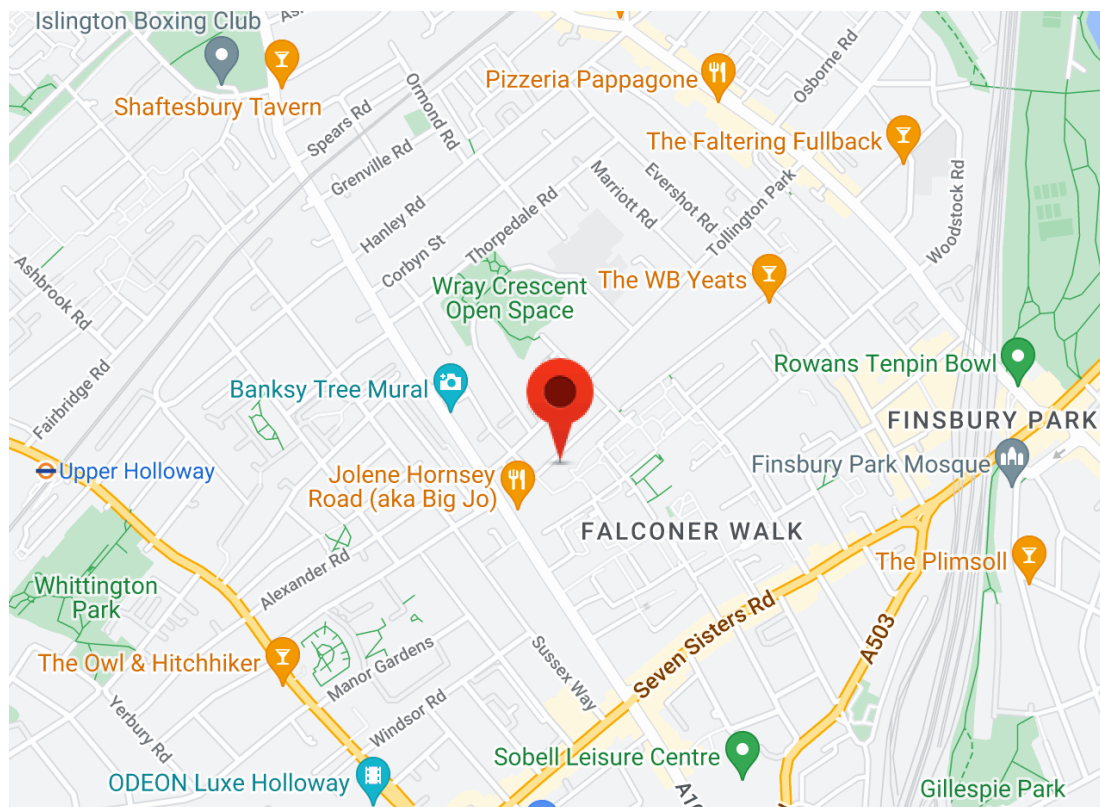 Islington Boxing Club
Shaftesbury Tavern
Ormond Rd
Spears Rd
Grenville Rd
Hanley Rd
Corbyn St
Thorpedale Rd
Pizzeria Pappagone
Osborne Rd
The Faltering Fullback
Marriott Rd
Evershot Rd
Tollington Park
Woodstock Rd
Ashbrook Rd
Fairbridge Rd
Wray Crescent
Open Space
The WB Yeats
Banksy Tree Mural
Rowans Tenpin Bowl
FINSBURY PARK
Finsbury Park Mosque
Upper Holloway
Jolene Hornsey
Road (aka Big Jo)
FALCONER WALK
The Plimsoll
Alexander Rd
Whittington
Park
Seven Sisters Rd
A503
The Owl & Hitchhiker
Manor Gardens
Sussex Way
Yerbury Rd
Windsor Rd
Sobell Leisure Centre
ODEON Luxe Holloway
Gillespie Park